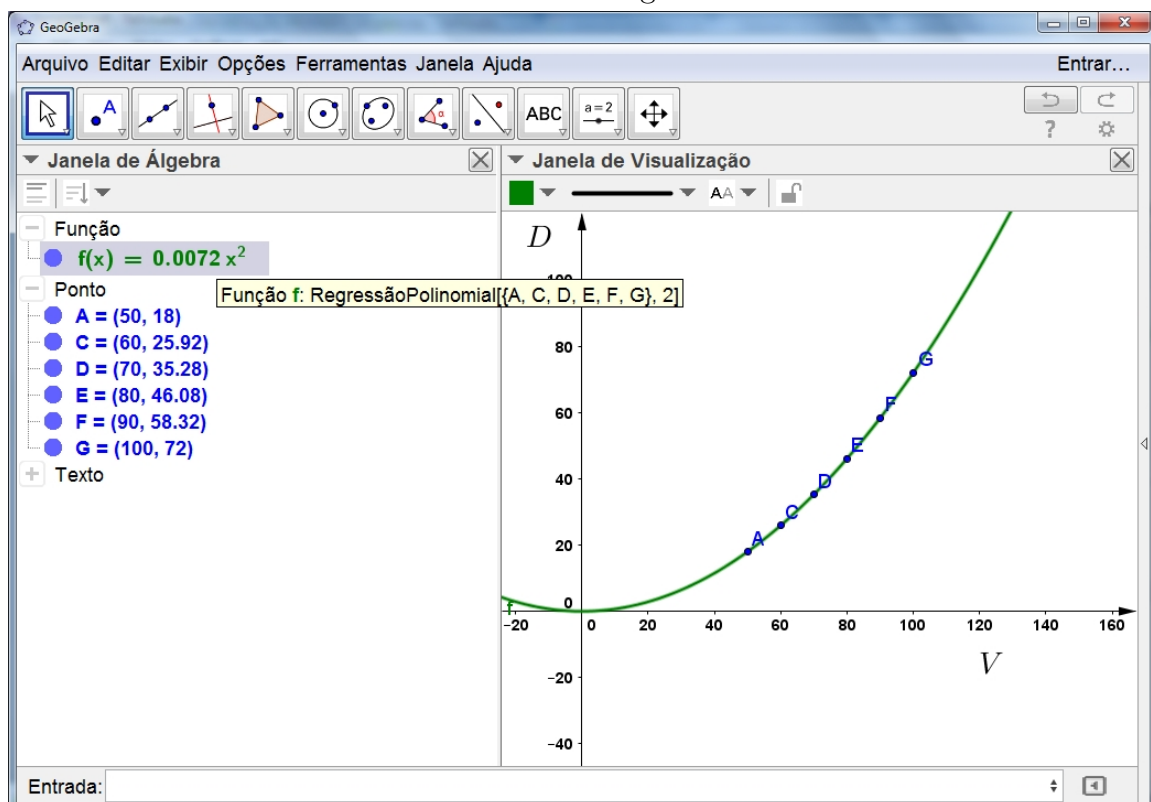 GeoGebra
Arquivo Editar Exibir Opções Ferramentas Janela Ajuda Entrar...
A α ABC a=2 ?
Janela de Álgebra
Janela de Visualização
AA
Função
f(x) = 0.0072 x²
Função f: RegressãoPolinomial[{A, C, D, E, F, G}, 2]
Ponto
A = (50, 18)
C = (60, 25.92)
D = (70, 35.28)
E = (80, 46.08)
F = (90, 58.32)
G = (100, 72)
Texto
D
100
80
60
40
20
0
-20
-40
G
F
E
D
C
A
f
-20 0 20 40 60 80 100 120 140 160
V
Entrada: